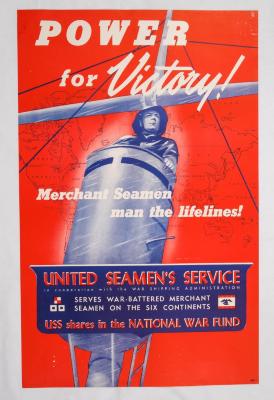 POWER
for Victory!
Merchant Seamen
man the lifelines!
UNITED SEAMEN'S SERVICE
in cooperation with the WAR SHIPPING ADMINISTRATION
SERVES WAR-BATTERED MERCHANT
SEAMEN ON THE SIX CONTINENTS
USS shares in the NATIONAL WAR FUND